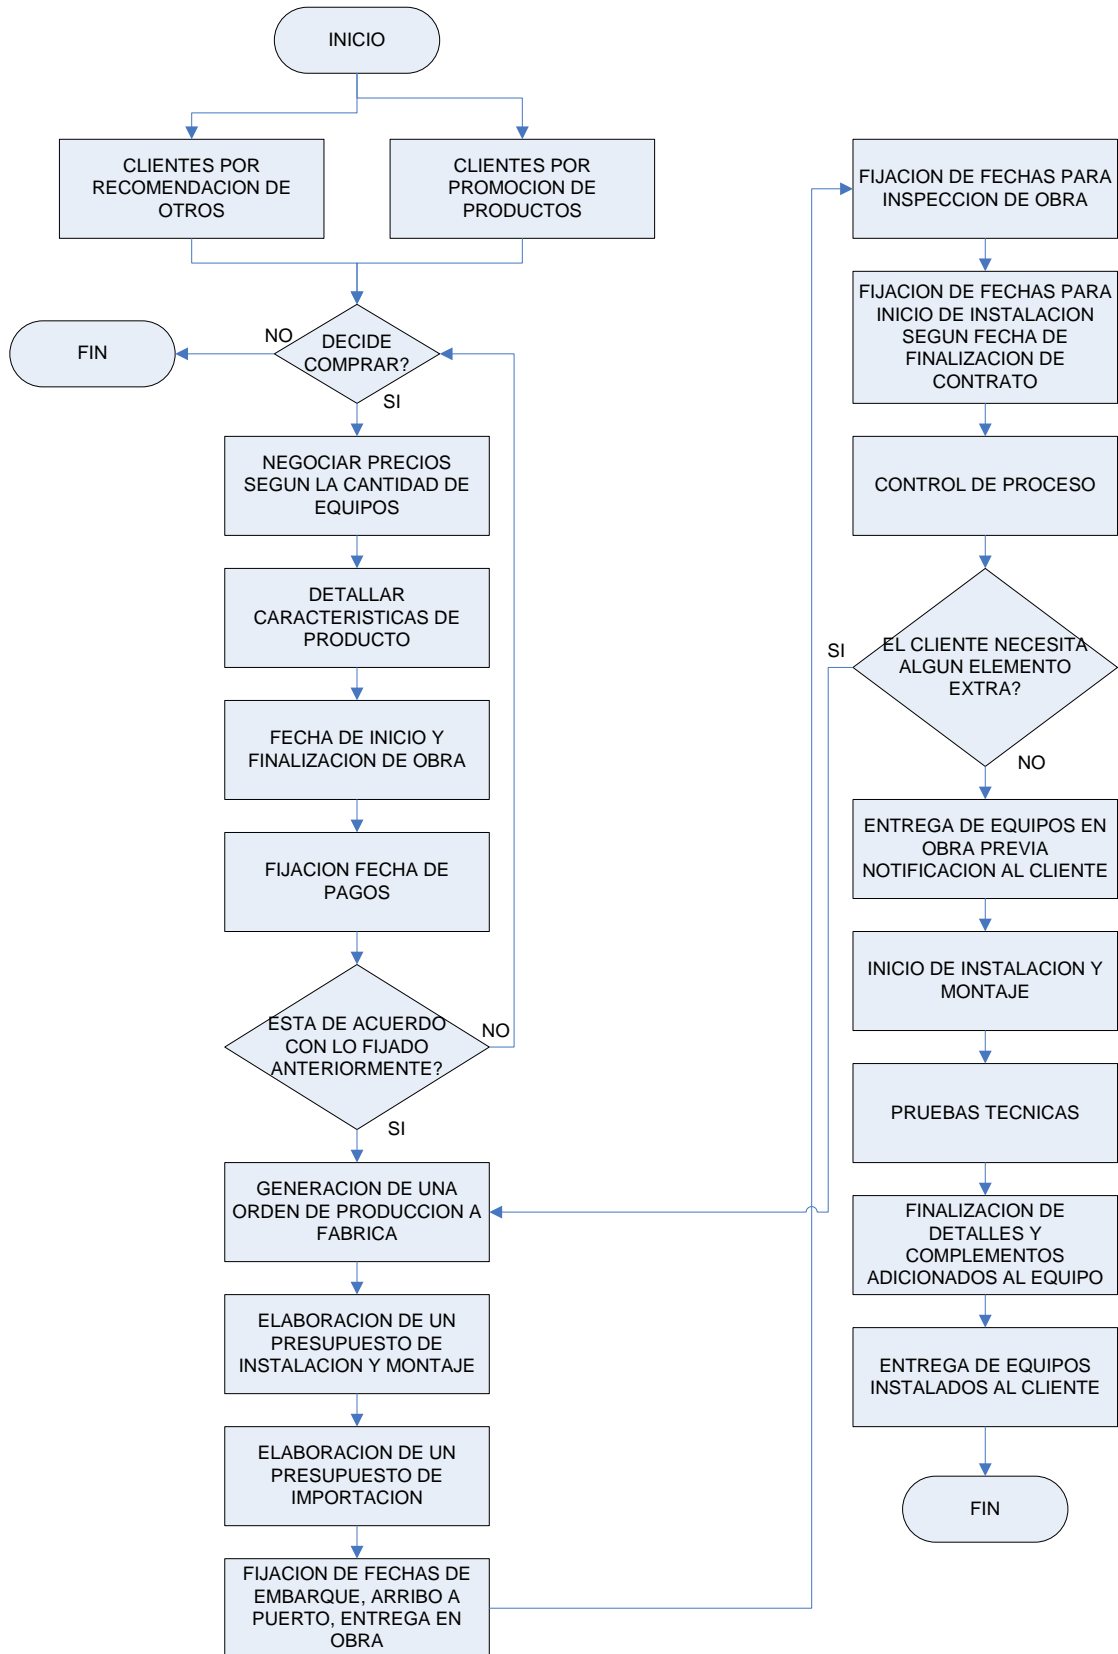 INICIO
CLIENTES POR
RECOMENDACION DE
OTROS
CLIENTES POR
PROMOCION DE
PRODUCTOS
NO
DECIDE
COMPRAR?
FIN
SI
NEGOCIAR PRECIOS
SEGUN LA CANTIDAD DE
EQUIPOS
DETALLAR
CARACTERISTICAS DE
PRODUCTO
FECHA DE INICIO Y
FINALIZACION DE OBRA
FIJACION FECHA DE
PAGOS
ESTA DE ACUERDO
CON LO FIJADO
ANTERIORMENTE?
NO
SI
GENERACION DE UNA
ORDEN DE PRODUCCION A
FABRICA
ELABORACION DE UN
PRESUPUESTO DE
INSTALACION Y MONTAJE
ELABORACION DE UN
PRESUPUESTO DE
IMPORTACION
FIJACION DE FECHAS DE
EMBARQUE, ARRIBO A
PUERTO, ENTREGA EN
OBRA
FIJACION DE FECHAS PARA
INSPECCION DE OBRA
FIJACION DE FECHAS PARA
INICIO DE INSTALACION
SEGUN FECHA DE
FINALIZACION DE
CONTRATO
CONTROL DE PROCESO
SI
EL CLIENTE NECESITA
ALGUN ELEMENTO
EXTRA?
NO
ENTREGA DE EQUIPOS EN
OBRA PREVIA
NOTIFICACION AL CLIENTE
INICIO DE INSTALACION Y
MONTAJE
PRUEBAS TECNICAS
FINALIZACION DE
DETALLES Y
COMPLEMENTOS
ADICIONADOS AL EQUIPO
ENTREGA DE EQUIPOS
INSTALADOS AL CLIENTE
FIN